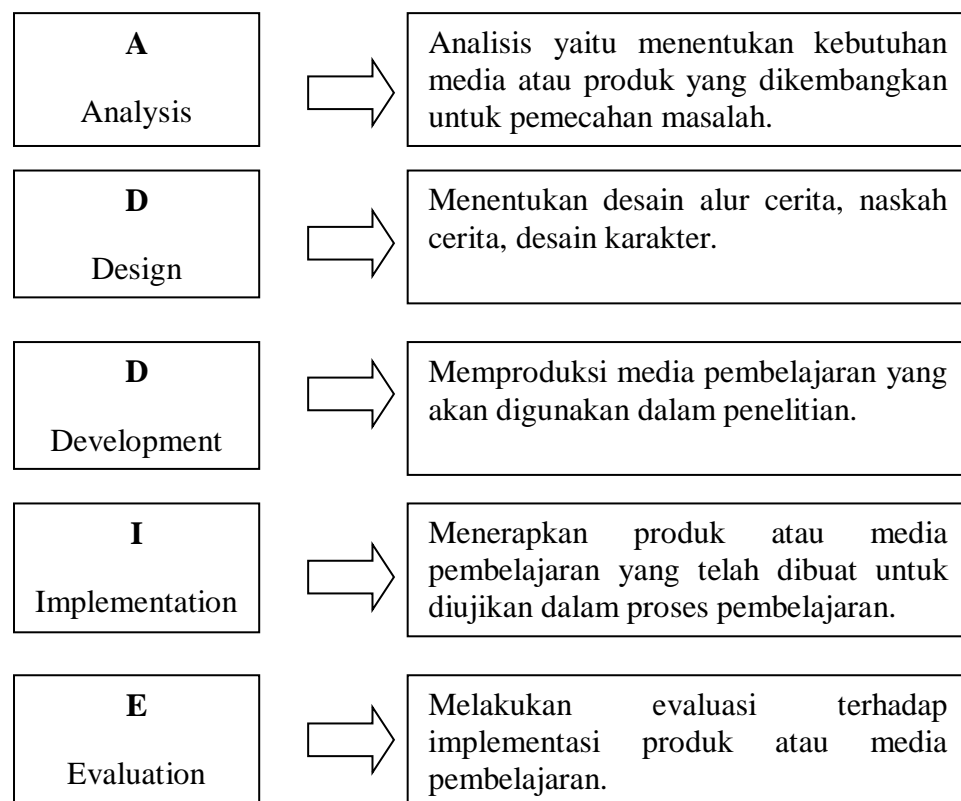 A
Analysis
Analisis yaitu menentukan kebutuhan
media atau produk yang dikembangkan
untuk pemecahan masalah.
D
Design
Menentukan desain alur cerita, naskah
cerita, desain karakter.
D
Development
Memproduksi media pembelajaran yang
akan digunakan dalam penelitian.
I
Implementation
Menerapkan produk atau media
pembelajaran yang telah dibuat untuk
diujikan dalam proses pembelajaran.
E
Evaluation
Melakukan evaluasi terhadap
implementasi produk atau media
pembelajaran.